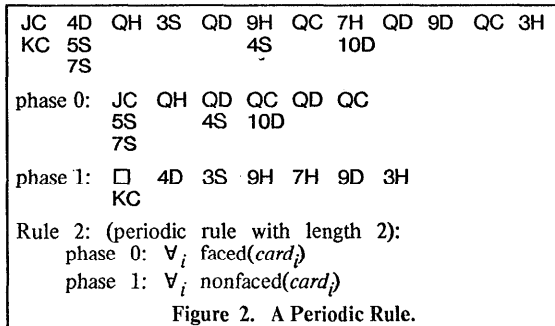 JC 4D QH 3S QD 9H QC 7H QD 9D QC 3H
KC 5S 4S 10D
7S
phase 0: JC QH QD QC QD QC
5S 4S 10D
7S
phase 1: □ 4D 3S 9H 7H 9D 3H
KC
Rule 2: (periodic rule with length 2):
phase 0: ∀i faced(cardi)
phase 1: ∀i nonfaced(cardi)
Figure 2. A Periodic Rule.